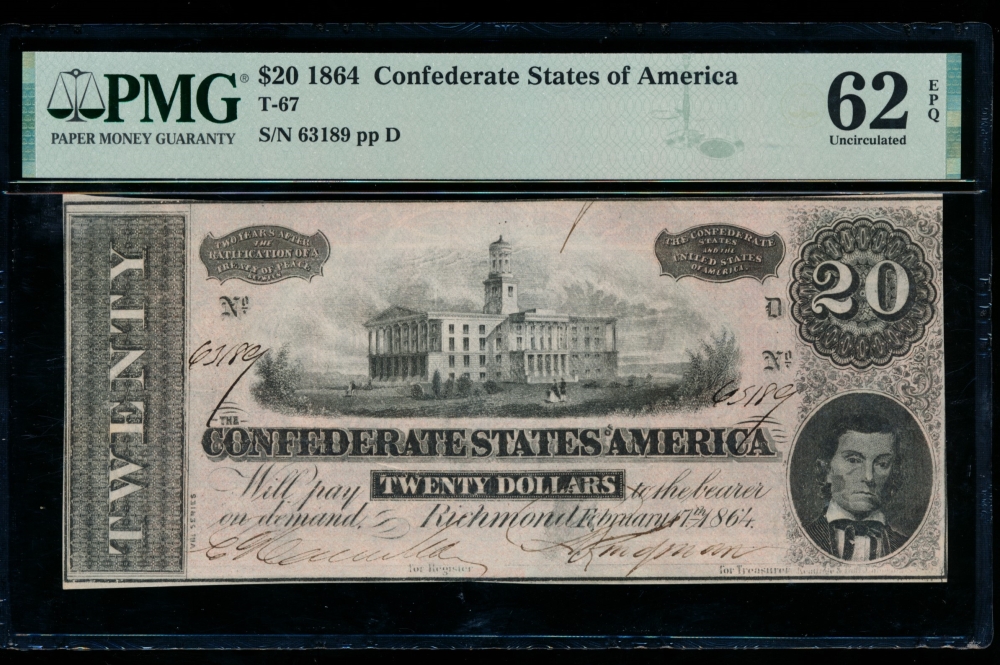 PMG®
PAPER MONEY GUARANTY
$20 1864 Confederate States of America
T-67
S/N 63189 pp D
62
EPQ
Uncirculated
TWENTY
TWO YEARS AFTER
THE
RATIFICATION OF A
TREATY OF PEACE
BETWEEN
THE CONFEDERATE
STATES
AND THE
UNITED STATES
OF AMERICA.
20
Nº
D
63189
Nº
63189
THE
CONFEDERATE STATES OF AMERICA
Will pay TWENTY DOLLARS to the bearer
on demand. Richmond February 17th 1864.
VIII. SERIES
for Register
for Treasurer